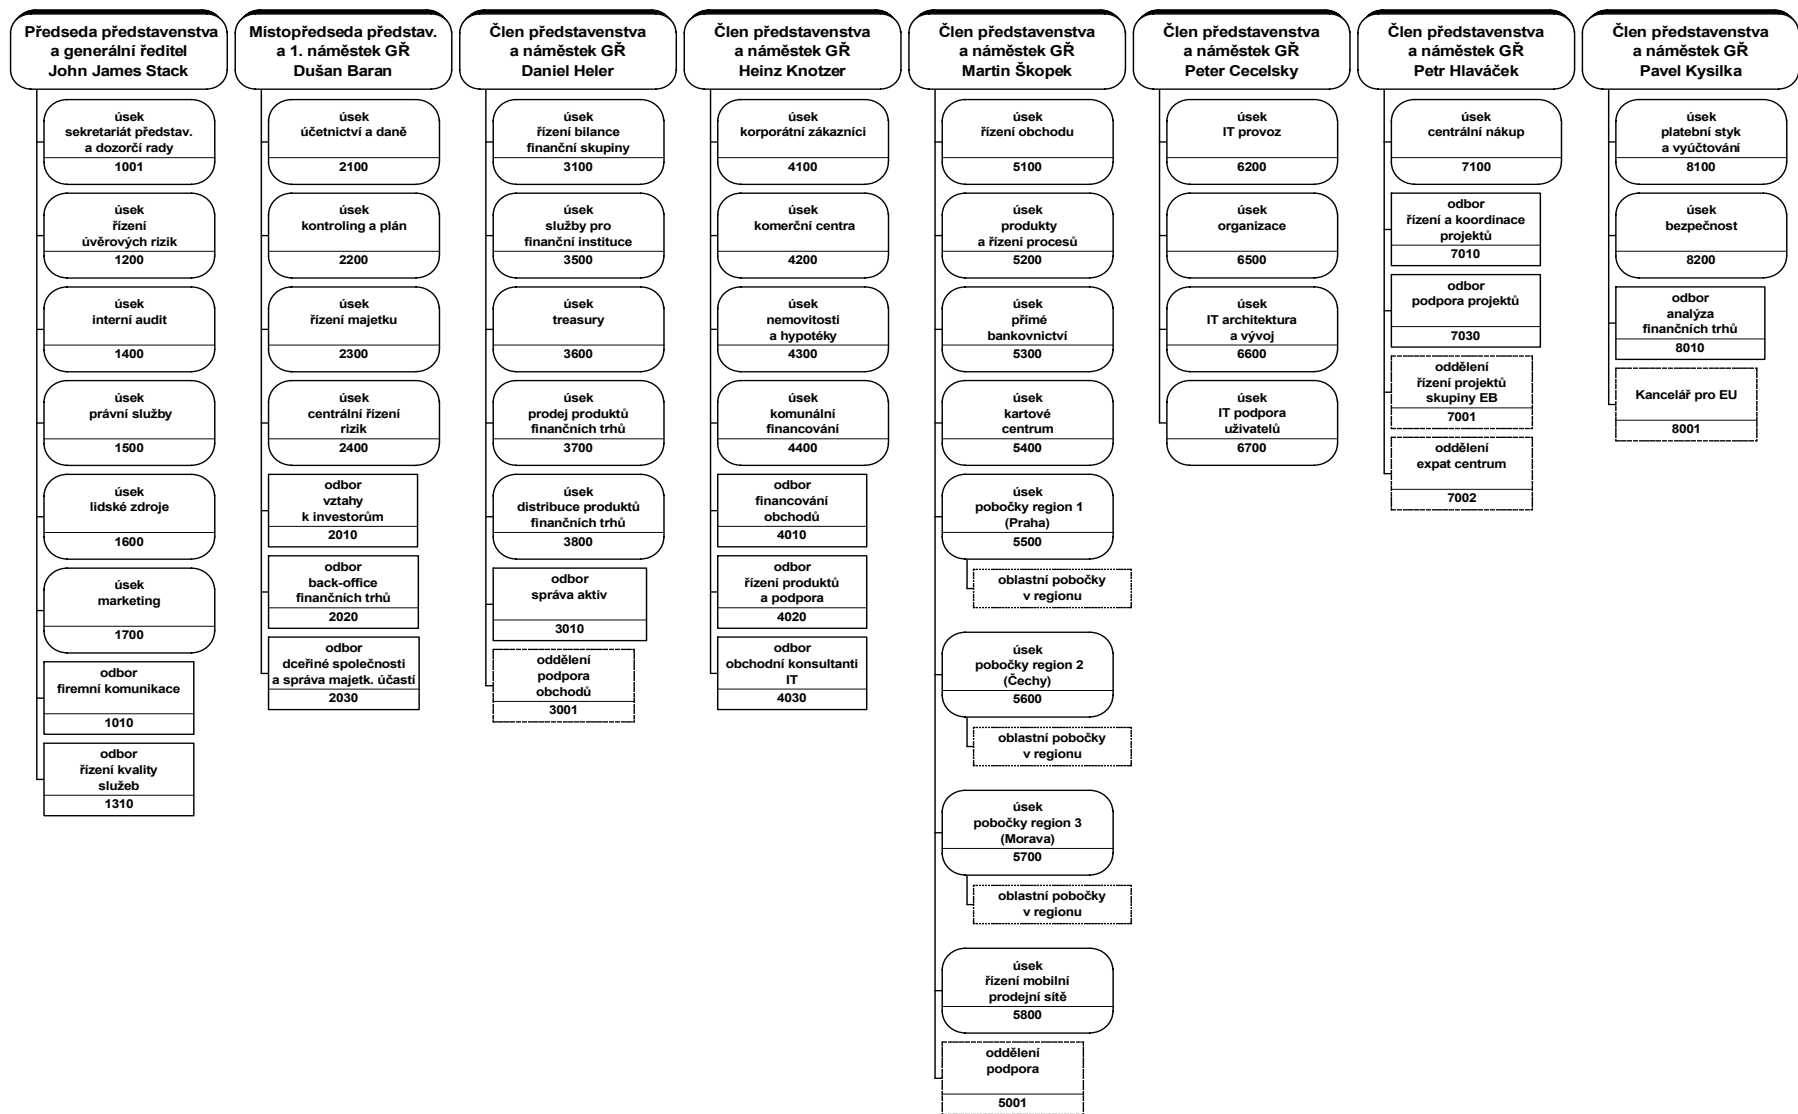 Předseda představenstva
a generální ředitel
John James Stack
úsek
sekretariát představ.
a dozorčí rady
1001
úsek
řízení
úvěrových rizik
1200
úsek
interní audit
1400
úsek
právní služby
1500
úsek
lidské zdroje
1600
úsek
marketing
1700
odbor
firemní komunikace
1010
odbor
řízení kvality
služeb
1310
Místopředseda představ.
a 1. náměstek GŘ
Dušan Baran
úsek
účetnictví a daně
2100
úsek
kontroling a plán
2200
úsek
řízení majetku
2300
úsek
centrální řízení
rizik
2400
odbor
vztahy
k investorům
2010
odbor
back-office
finančních trhů
2020
odbor
dceřiné společnosti
a správa majetk. účastí
2030
Člen představenstva
a náměstek GŘ
Daniel Heler
úsek
řízení bilance
finanční skupiny
3100
úsek
služby pro
finanční instituce
3500
úsek
treasury
3600
úsek
prodej produktů
finančních trhů
3700
úsek
distribuce produktů
finančních trhů
3800
odbor
správa aktiv
3010
oddělení
podpora
obchodů
3001
Člen představenstva
a náměstek GŘ
Heinz Knotzer
úsek
korporátní zákazníci
4100
úsek
komerční centra
4200
úsek
nemovitosti
a hypotéky
4300
úsek
komunální
financování
4400
odbor
financování
obchodů
4010
odbor
řízení produktů
a podpora
4020
odbor
obchodní konsultanti
IT
4030
Člen představenstva
a náměstek GŘ
Martin Škopek
úsek
řízení obchodu
5100
úsek
produkty
a řízení procesů
5200
úsek
přímé
bankovnictví
5300
úsek
kartové
centrum
5400
úsek
pobočky region 1
(Praha)
5500
oblastní pobočky
v regionu
úsek
pobočky region 2
(Čechy)
5600
oblastní pobočky
v regionu
úsek
pobočky region 3
(Morava)
5700
oblastní pobočky
v regionu
úsek
řízení mobilní
prodejní sítě
5800
oddělení
podpora
5001
Člen představenstva
a náměstek GŘ
Peter Cecelsky
úsek
IT provoz
6200
úsek
organizace
6500
úsek
IT architektura
a vývoj
6600
úsek
IT podpora
uživatelů
6700
Člen představenstva
a náměstek GŘ
Petr Hlaváček
úsek
centrální nákup
7100
odbor
řízení a koordinace
projektů
7010
odbor
podpora projektů
7030
oddělení
řízení projektů
skupiny EB
7001
oddělení
expat centrum
7002
Člen představenstva
a náměstek GŘ
Pavel Kysilka
úsek
platební styk
a vyúčtování
8100
úsek
bezpečnost
8200
odbor
analýza
finančních trhů
8010
Kancelář pro EU
8001